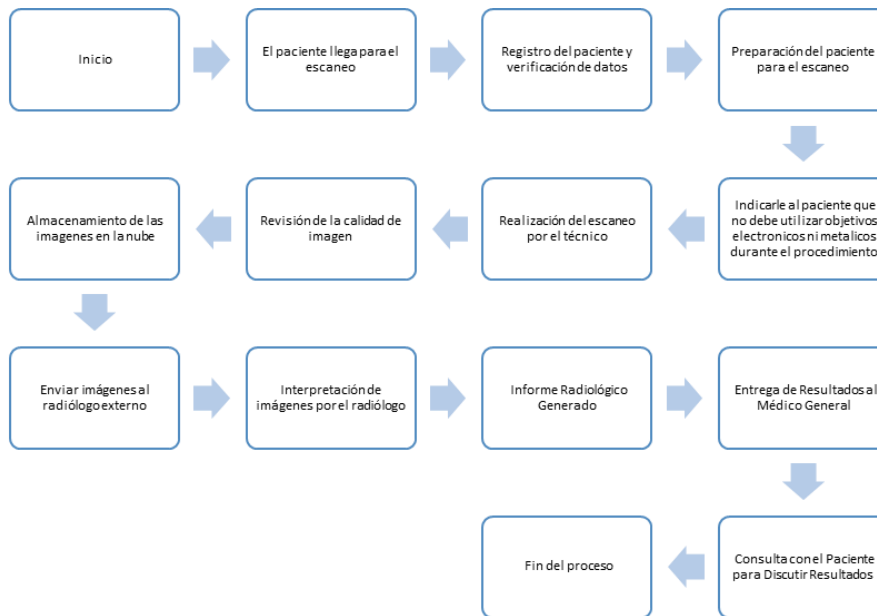 Inicio
El paciente llega para el
escaneo
Registro del paciente y
verificación de datos
Preparación del paciente
para el escaneo
Indicarle al paciente que
no debe utilizar objetivos
electronicos ni metalicos
durante el procedimiento
Realización del escaneo
por el técnico
Revisión de la calidad de
imagen
Almacenamiento de las
imagenes en la nube
Enviar imágenes al
radiólogo externo
Interpretación de
imágenes por el radiólogo
Informe Radiológico
Generado
Entrega de Resultados al
Médico General
Consulta con el Paciente
para Discutir Resultados
Fin del proceso